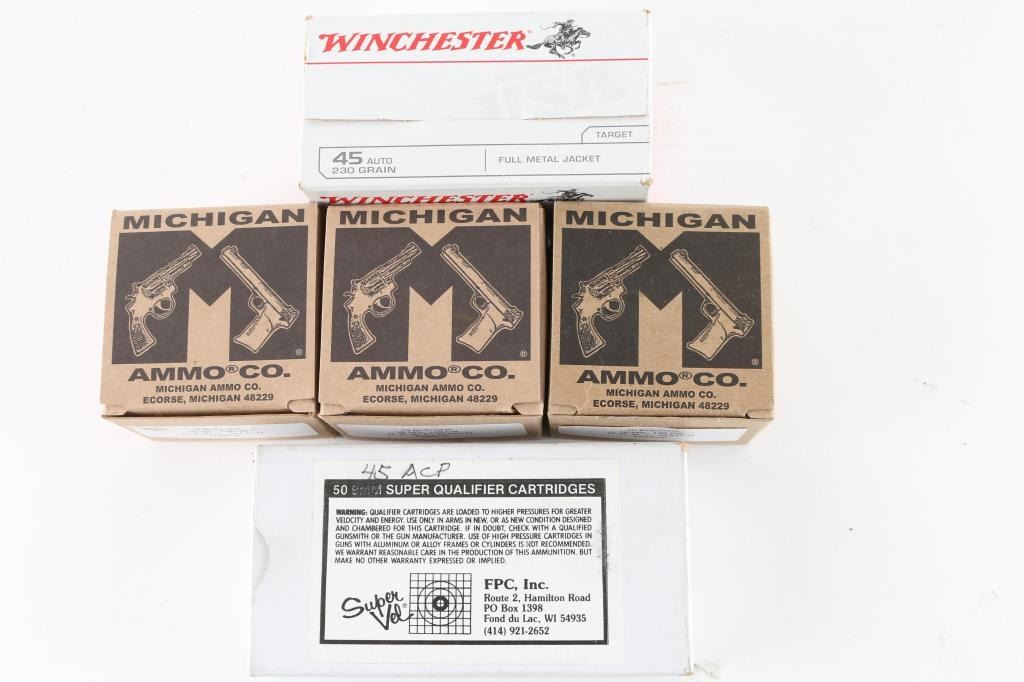 WINCHESTER
USA
TARGET
45 AUTO
230 GRAIN
FULL METAL JACKET
WINCHESTER
MICHIGAN
®
AMMO® CO.
MICHIGAN AMMO CO.
ECORSE, MICHIGAN 48229
MICHIGAN
®
AMMO® CO.
MICHIGAN AMMO CO.
ECORSE, MICHIGAN 48229
MICHIGAN
®
AMMO® CO.
MICHIGAN AMMO CO.
ECORSE, MICHIGAN 48229
45 ACP
50 SUPER QUALIFIER CARTRIDGES
WARNING: QUALIFIER CARTRIDGES ARE LOADED TO HIGHER PRESSURES FOR GREATER
VELOCITY AND ENERGY. USE ONLY IN ARMS IN NEW, OR AS NEW CONDITION DESIGNED
AND CHAMBERED FOR THIS CARTRIDGE. IF IN DOUBT, CHECK WITH A QUALIFIED
GUNSMITH OR THE GUN MANUFACTURER. USE OF HIGH PRESSURE CARTRIDGES IN
GUNS WITH ALUMINUM OR ALLOY FRAMES OR CYLINDERS IS NOT RECOMMENDED.
WE WARRANT REASONABLE CARE IN THE PRODUCTION OF THIS AMMUNITION. BUT
MAKE NO OTHER WARRANTY EXPRESSED OR IMPLIED.
Super
Vel®
FPC, Inc.
Route 2, Hamilton Road
PO Box 1398
Fond du Lac, WI 54935
(414) 921-2652